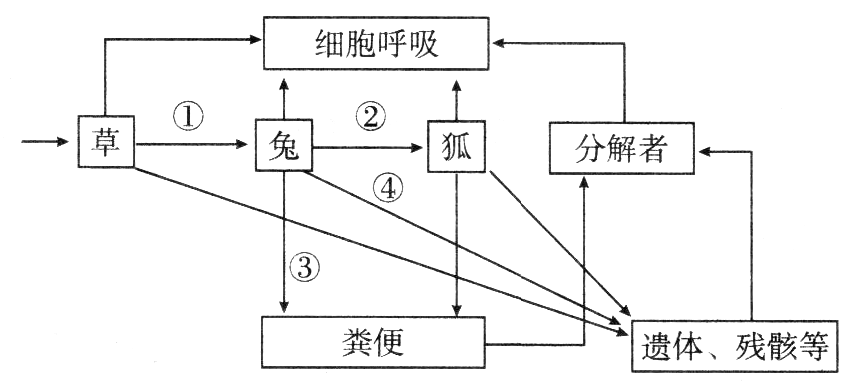 细胞呼吸
① ②
草 兔 狐 分解者
④
③
粪便 遗体、残骸等